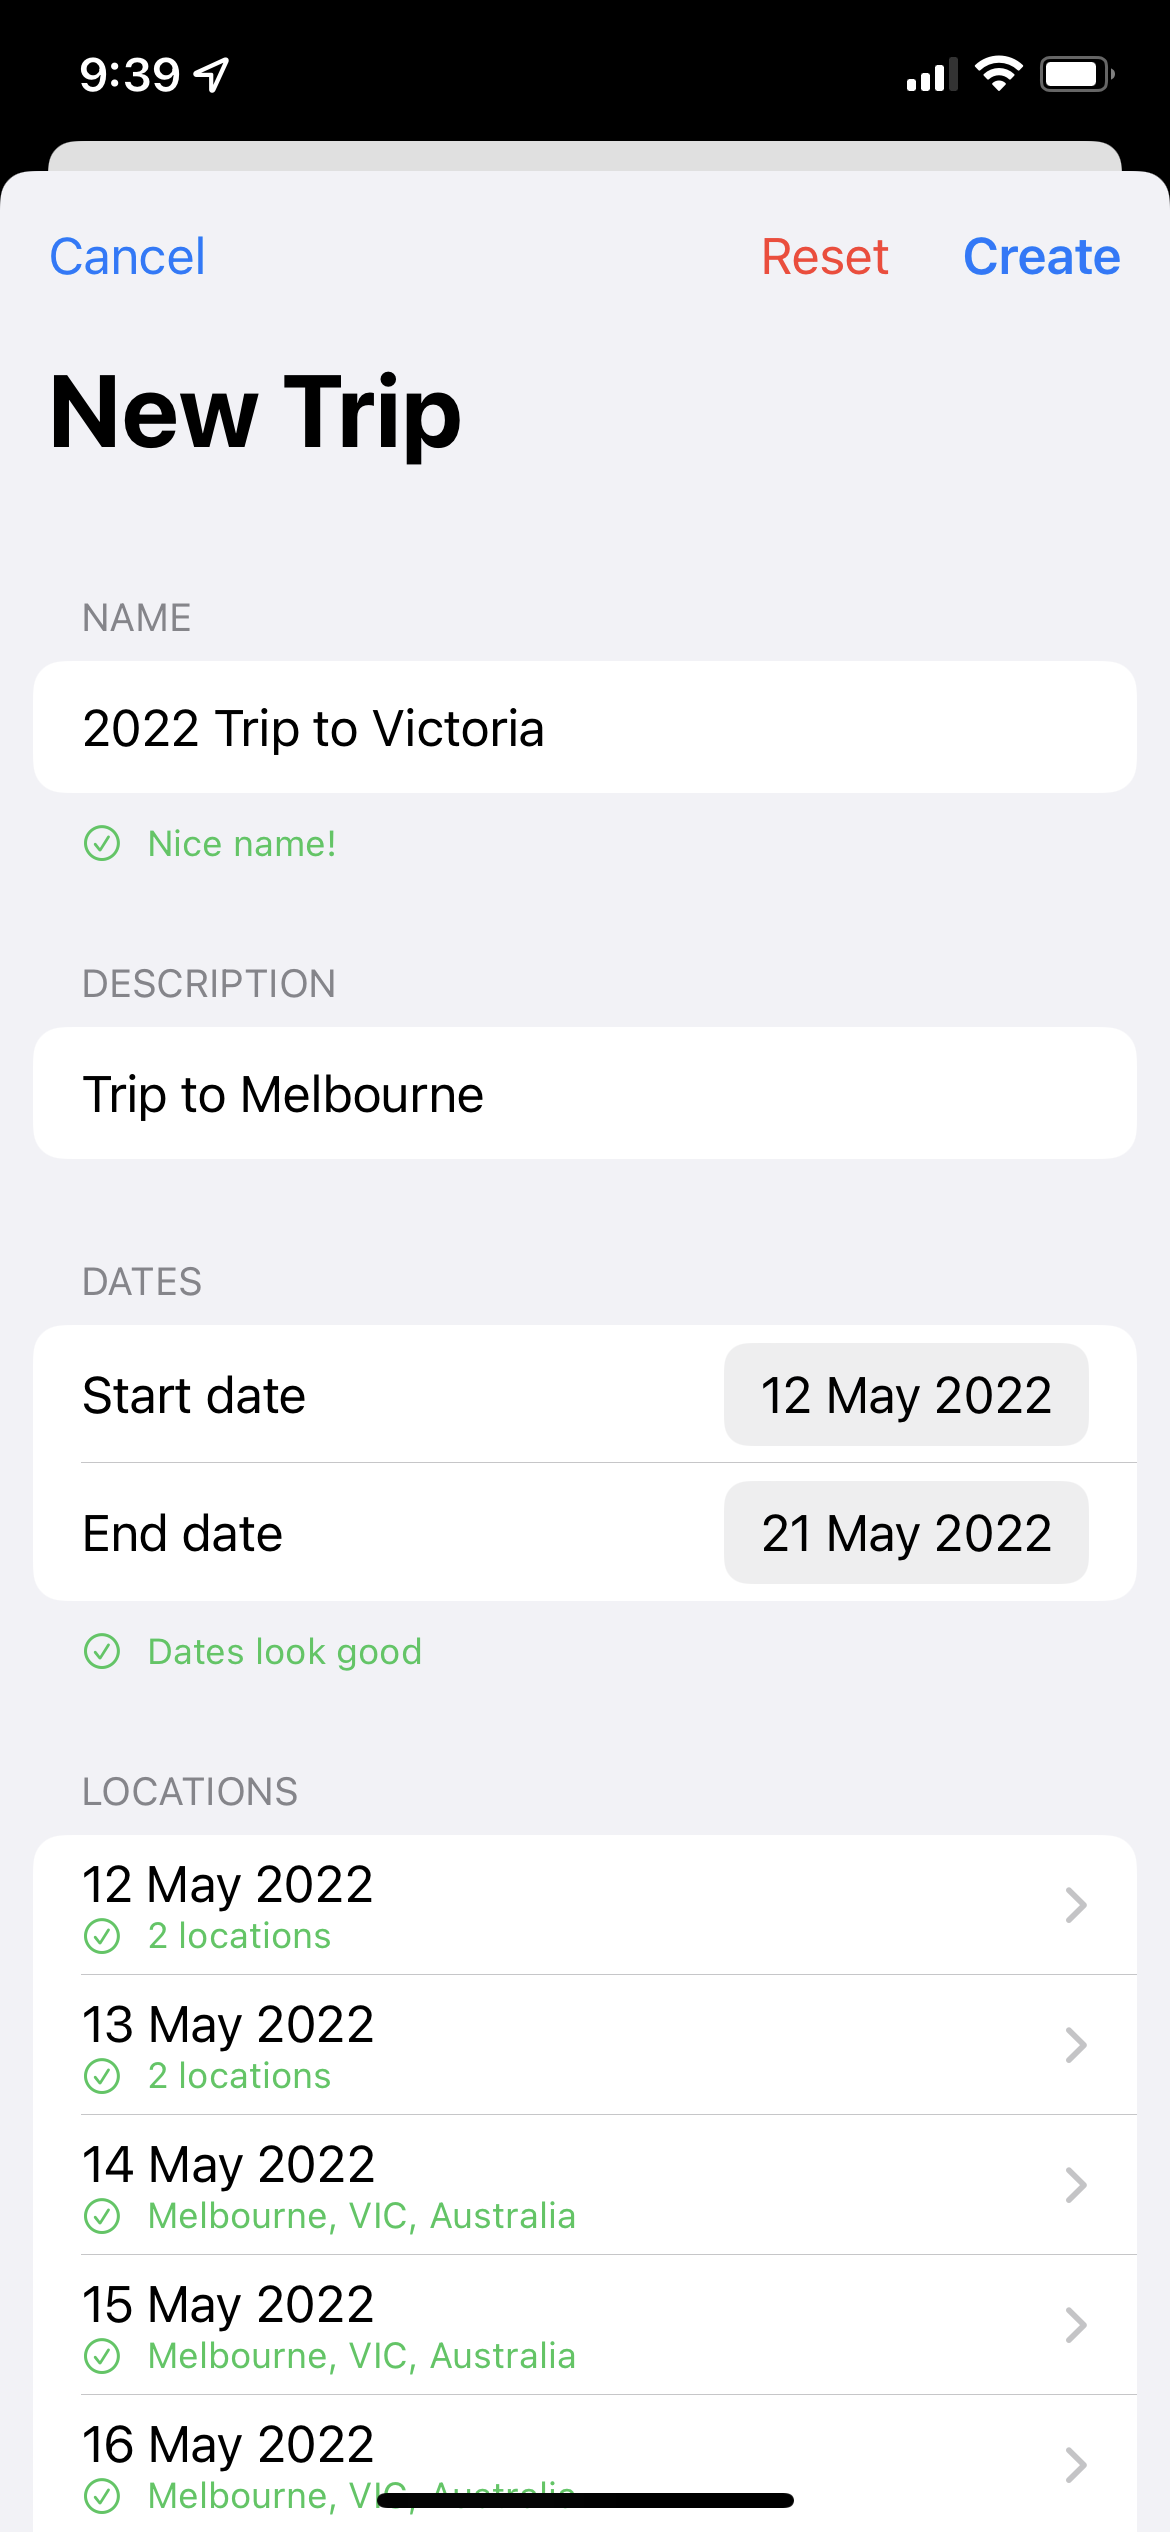 9:39
Cancel Reset Create
New Trip
NAME
2022 Trip to Victoria
Nice name!
DESCRIPTION
Trip to Melbourne
DATES
Start date 12 May 2022
End date 21 May 2022
Dates look good
LOCATIONS
12 May 2022
2 locations
13 May 2022
2 locations
14 May 2022
Melbourne, VIC, Australia
15 May 2022
Melbourne, VIC, Australia
16 May 2022
Melbourne, VIC, Australia